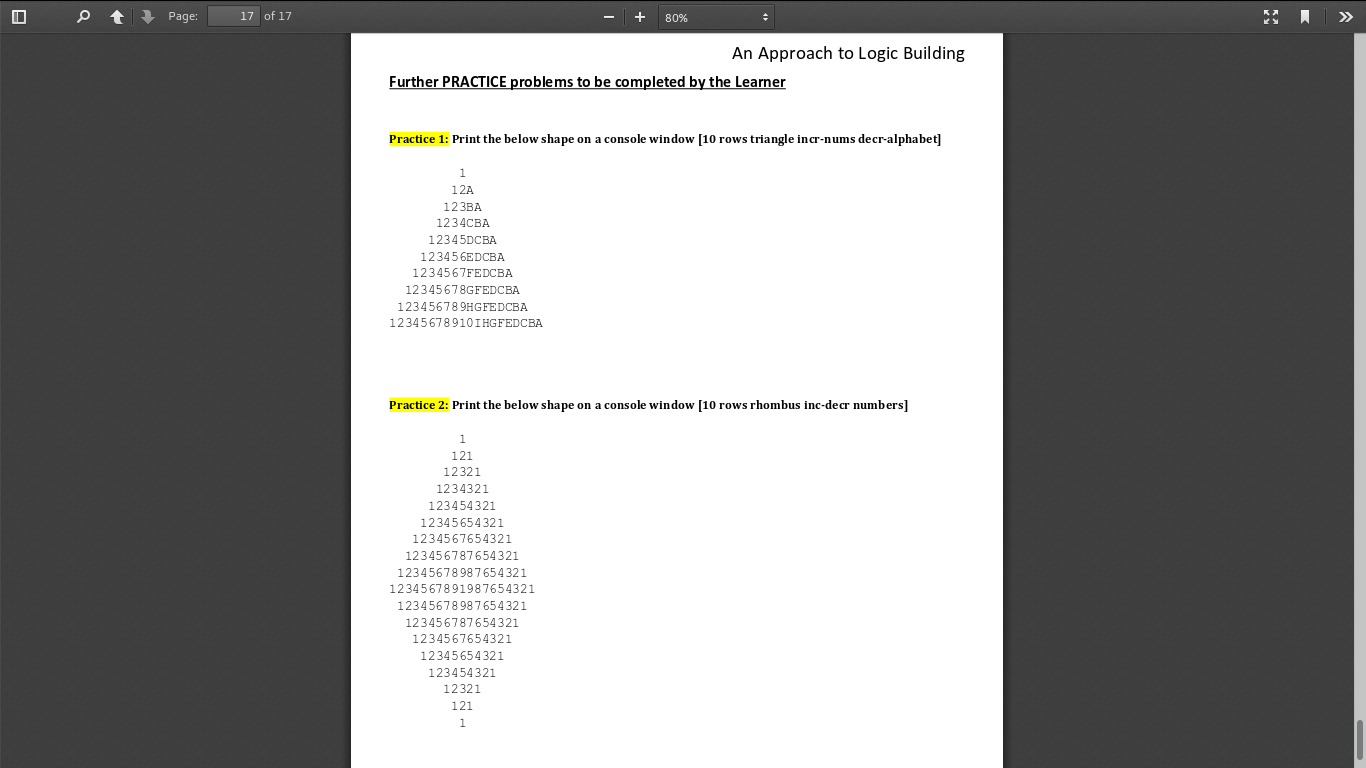 Page: 17 of 17 80%
An Approach to Logic Building
Further PRACTICE problems to be completed by the Learner
Practice 1: Print the below shape on a console window [10 rows triangle incr-nums decr-alphabet]
1
12A
123BA
1234CBA
12345DCBA
123456EDCBA
1234567FEDCBA
12345678GFEDCBA
123456789HGFEDCBA
12345678910IHGFEDCBA
Practice 2: Print the below shape on a console window [10 rows rhombus inc-decr numbers]
1
121
12321
1234321
123454321
12345654321
1234567654321
123456787654321
12345678987654321
1234567891987654321
12345678987654321
123456787654321
1234567654321
12345654321
123454321
12321
121
1